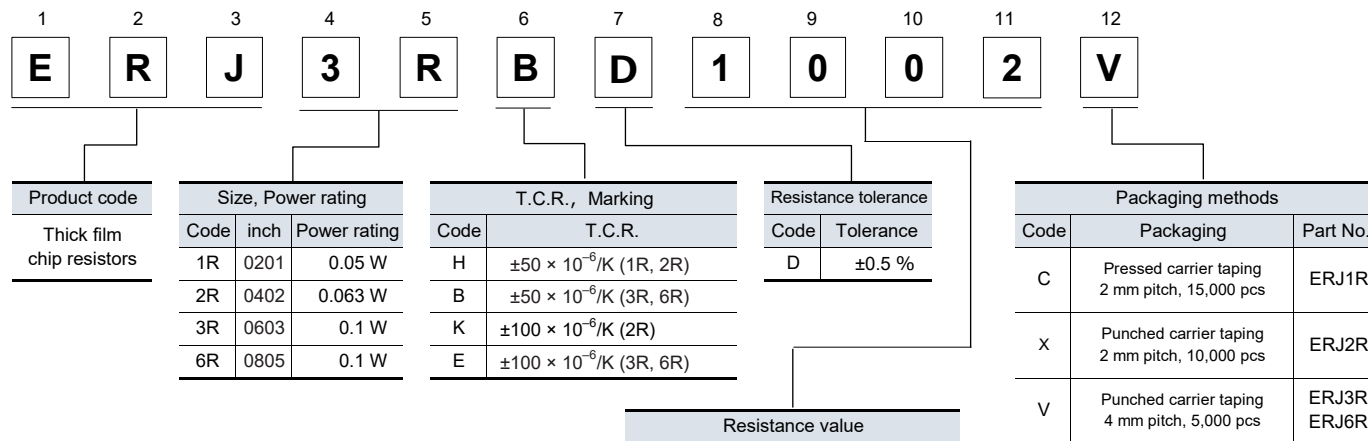 1 2 3 4 5 6 7 8 9 10 11 12
E R J 3 R B D 1 0 0 2 V
Product code
Thick film
chip resistors
Size, Power rating
Code inch Power rating
1R 0201 0.05 W
2R 0402 0.063 W
3R 0603 0.1 W
6R 0805 0.1 W
T.C.R., Marking
Code T.C.R.
H ±50 × 10⁻⁶/K (1R, 2R)
B ±50 × 10⁻⁶/K (3R, 6R)
K ±100 × 10⁻⁶/K (2R)
E ±100 × 10⁻⁶/K (3R, 6R)
Resistance tolerance
Code Tolerance
D ±0.5 %
Resistance value
Packaging methods
Code Packaging Part No.
C Pressed carrier taping
2 mm pitch, 15,000 pcs ERJ1R
X Punched carrier taping
2 mm pitch, 10,000 pcs ERJ2R
V Punched carrier taping
4 mm pitch, 5,000 pcs ERJ3R
ERJ6R